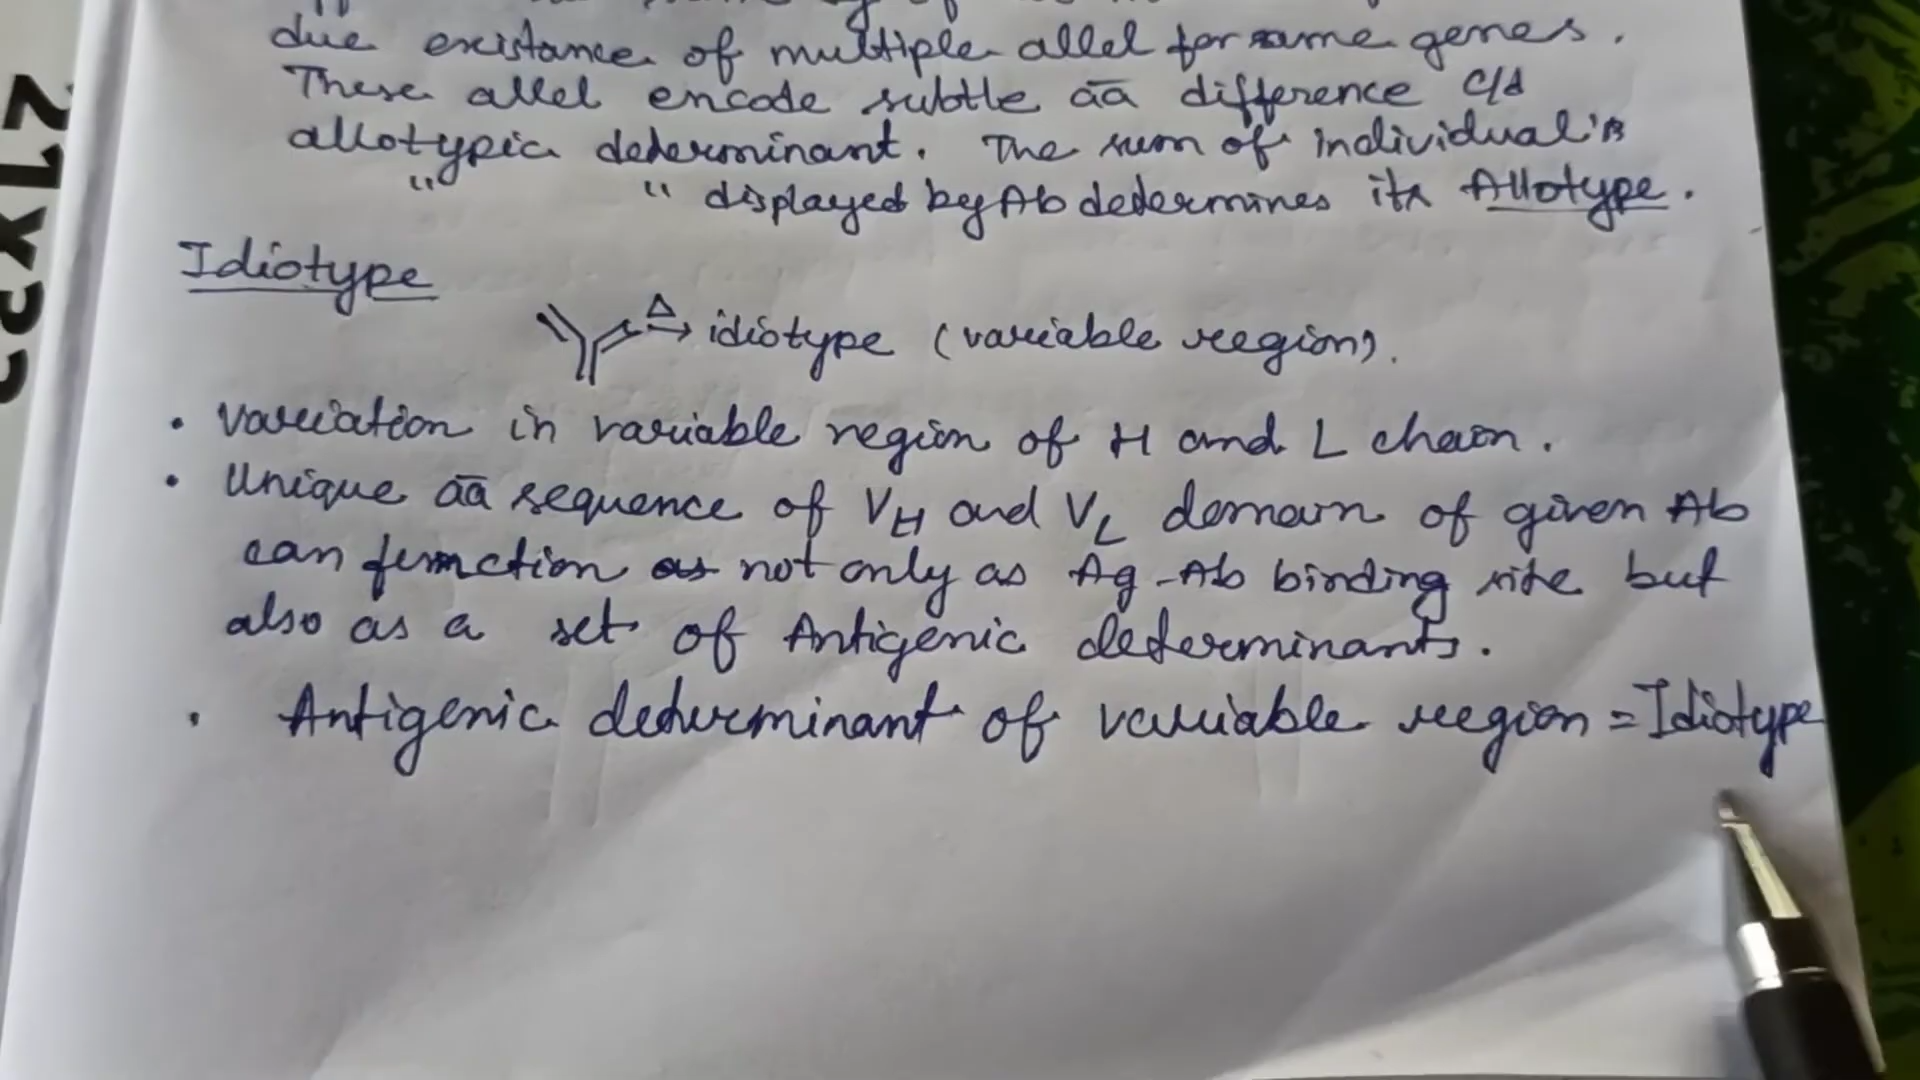 due existance of multiple allel for same genes.
These allel encode subtle āā difference c/d
allotypic determinant. The sum of individual's
" " displayed by Ab determines its Allotype.
Idiotype
idiotype (variable region).
• variation in variable region of H and L chain.
• Unique āā sequence of VH and VL domain of given Ab
can function as not only as Ag-Ab binding site but
also as a set of Antigenic determinants.
• Antigenic determinant of variable region = Idiotype